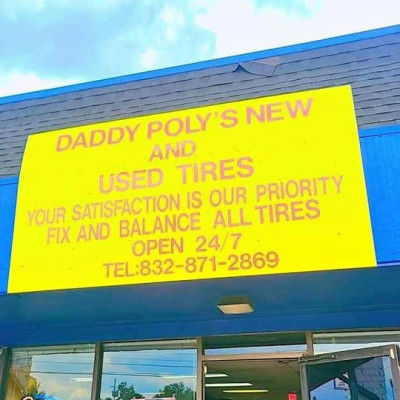 DADDY POLY'S NEW
AND
USED TIRES
YOUR SATISFACTION IS OUR PRIORITY
FIX AND BALANCE ALL TIRES
OPEN 24/7
TEL:832-871-2869